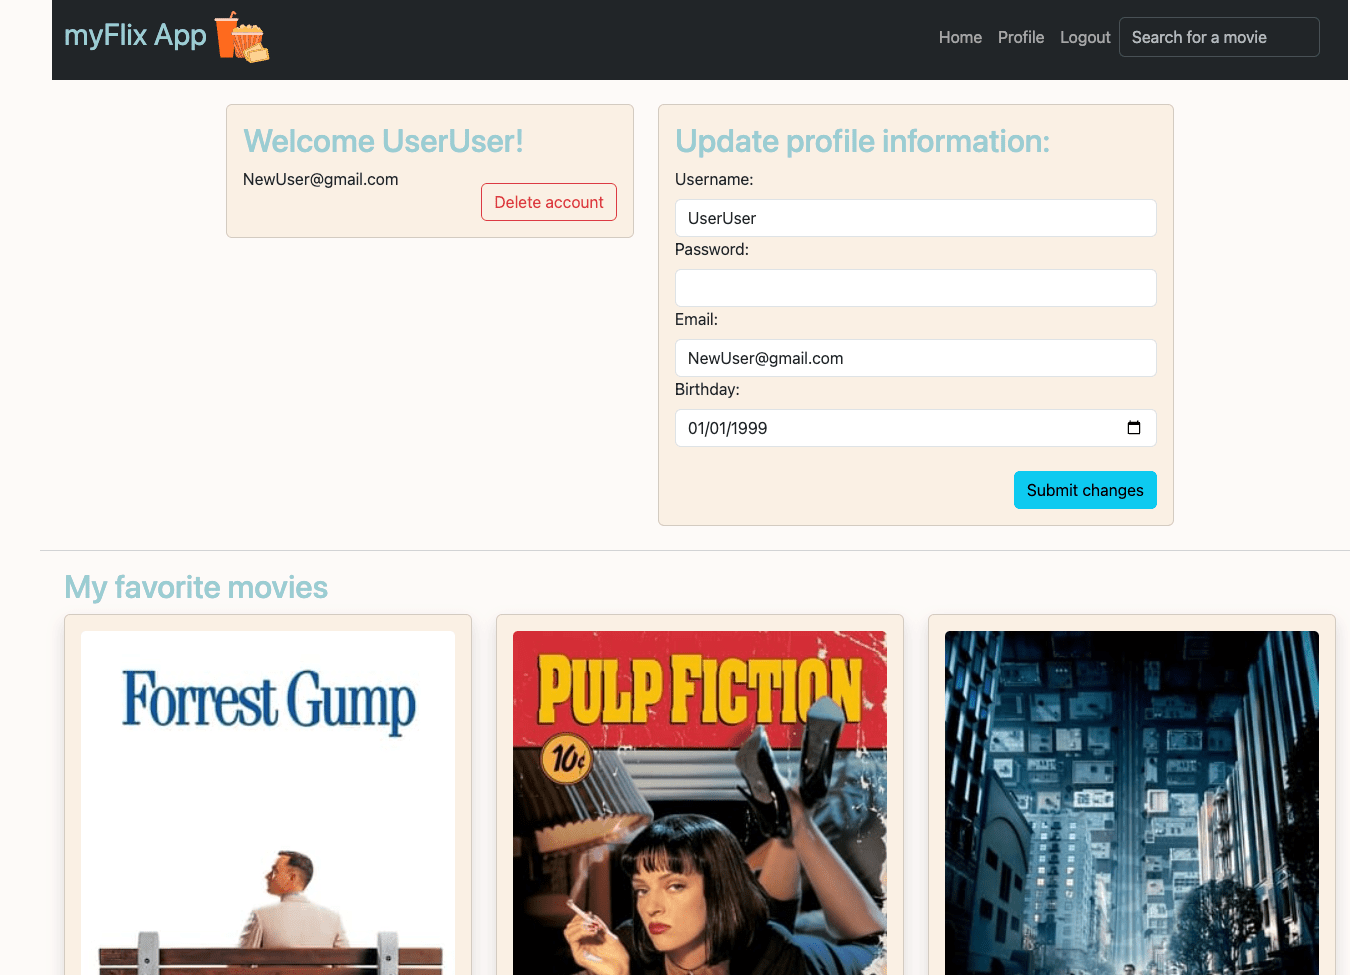 myFlix App
Home Profile Logout Search for a movie
Welcome UserUser!
NewUser@gmail.com
Delete account
Update profile information:
Username:
UserUser
Password:
Email:
NewUser@gmail.com
Birthday:
01/01/1999
Submit changes
My favorite movies
Forrest Gump
PULP FICTION
10¢